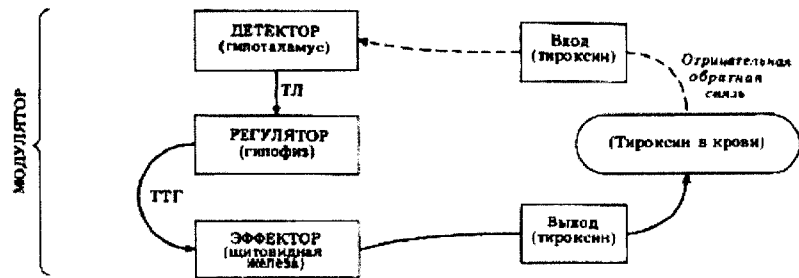 МОДУЛЯТОР
ДЕТЕКТОР
(гипоталамус)
ТЛ
РЕГУЛЯТОР
(гипофиз)
ТТГ
ЭФФЕКТОР
(щитовидная
железа)
Вход
(тироксин)
Отрицательная
обратная
связь
(Тироксин в крови)
Выход
(тироксин)